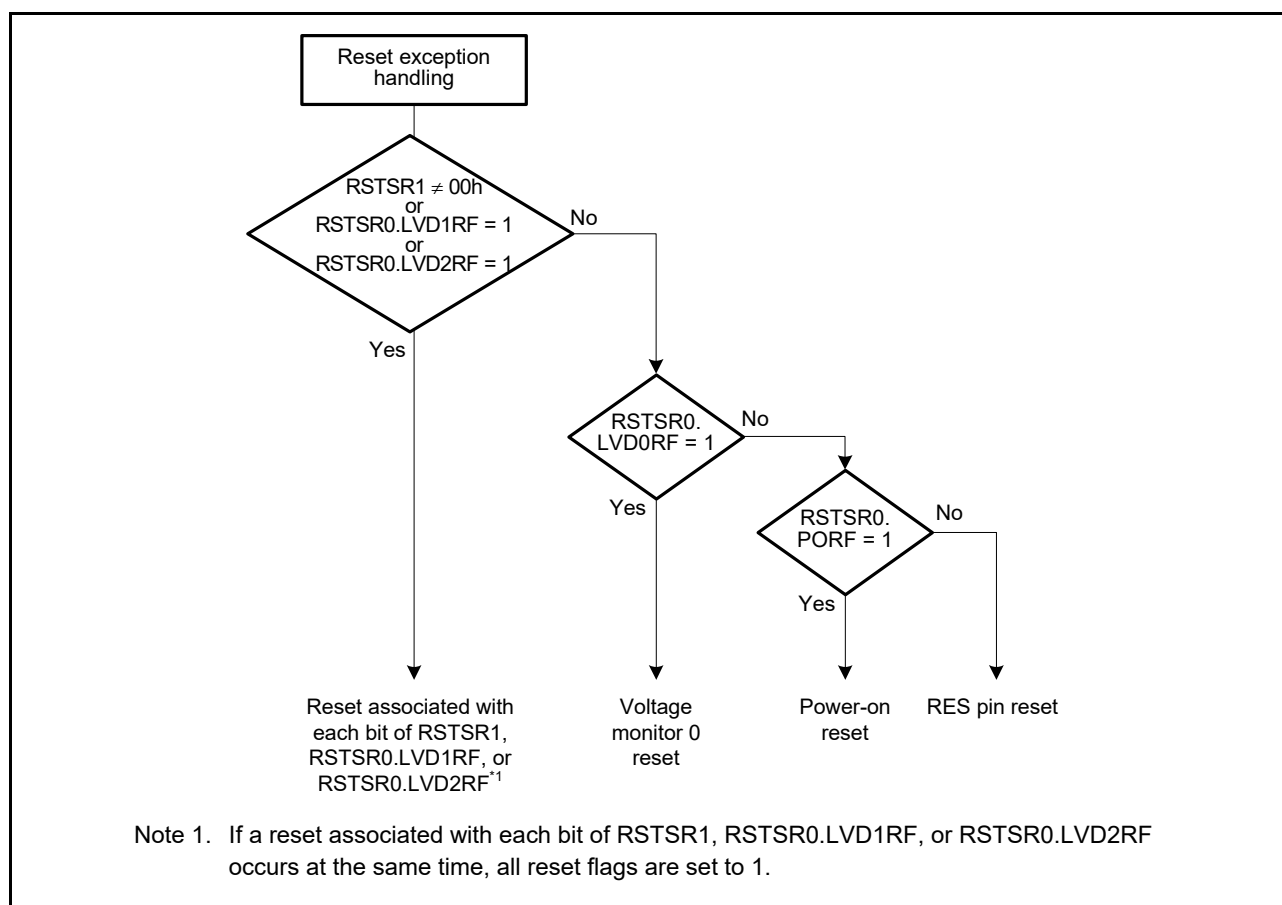 Reset exception
handling
RSTSR1 ≠ 00h
or
RSTSR0.LVD1RF = 1
or
RSTSR0.LVD2RF = 1
No
Yes
RSTSR0.
LVD0RF = 1
No
Yes
RSTSR0.
PORF = 1
No
Yes
Reset associated with
each bit of RSTSR1,
RSTSR0.LVD1RF, or
RSTSR0.LVD2RF*1
Voltage
monitor 0
reset
Power-on
reset
RES pin reset
Note 1. If a reset associated with each bit of RSTSR1, RSTSR0.LVD1RF, or RSTSR0.LVD2RF
occurs at the same time, all reset flags are set to 1.